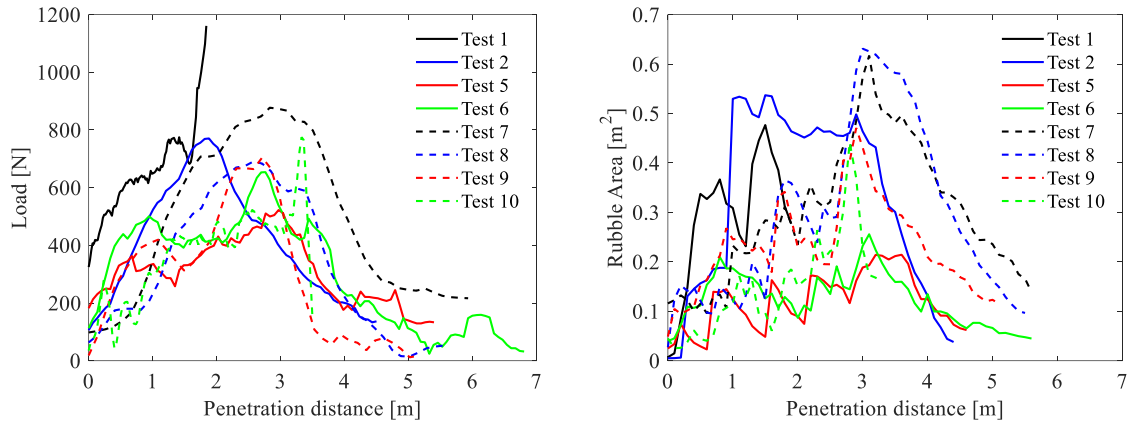 1200
1000
800
600
400
200
0
Load [N]
0 1 2 3 4 5 6 7
Penetration distance [m]
Test 1
Test 2
Test 5
Test 6
Test 7
Test 8
Test 9
Test 10
0.7
0.6
0.5
0.4
0.3
0.2
0.1
0
Rubble Area [m²]
0 1 2 3 4 5 6 7
Penetration distance [m]
Test 1
Test 2
Test 5
Test 6
Test 7
Test 8
Test 9
Test 10